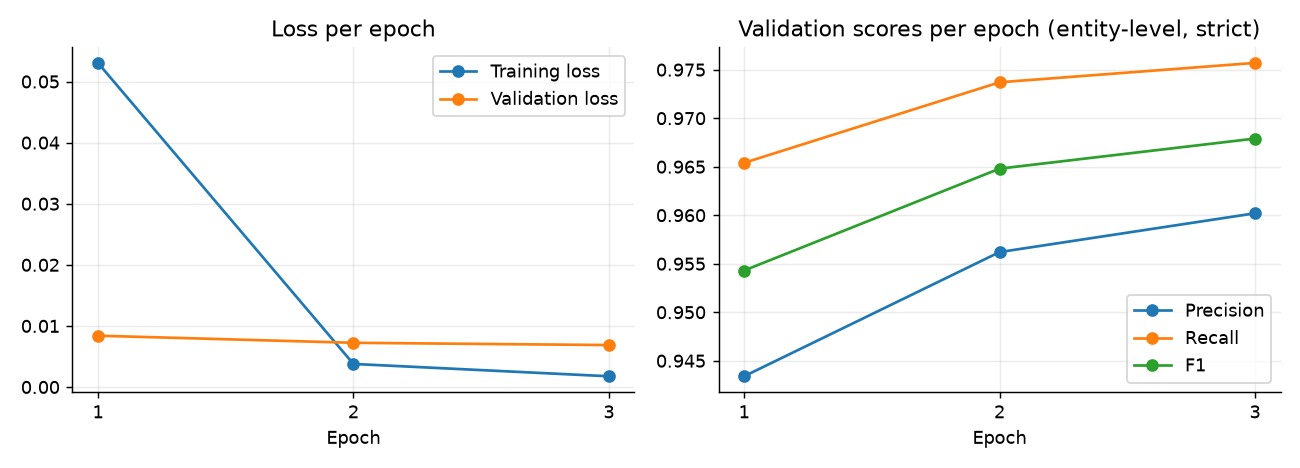 Loss per epoch
0.05
0.04
0.03
0.02
0.01
0.00
1 2 3
Epoch
Training loss
Validation loss
Validation scores per epoch (entity-level, strict)
0.975
0.970
0.965
0.960
0.955
0.950
0.945
1 2 3
Epoch
Precision
Recall
F1